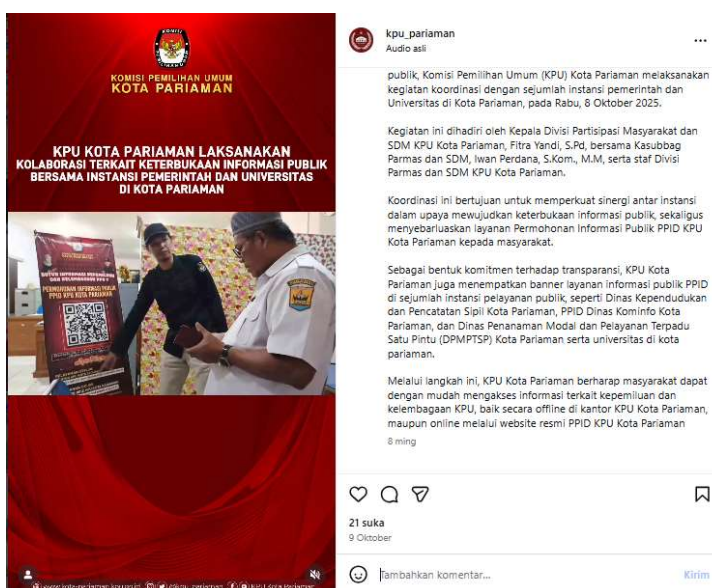 KOMISI PEMILIHAN UMUM
KOTA PARIAMAN
KPU KOTA PARIAMAN LAKSANAKAN
KOLABORASI TERKAIT KETERBUKAAN INFORMASI PUBLIK
BERSAMA INSTANSI PEMERINTAH DAN UNIVERSITAS
DI KOTA PARIAMAN
PERMOHONAN INFORMASI PUBLIK
PPID KPU KOTA PARIAMAN
kpu_pariaman
Audio asli
publik, Komisi Pemilihan Umum (KPU) Kota Pariaman melaksanakan
kegiatan koordinasi dengan sejumlah instansi pemerintah dan
Universitas di Kota Pariaman, pada Rabu, 8 Oktober 2025.
Kegiatan ini dihadiri oleh Kepala Divisi Partisipasi Masyarakat dan
SDM KPU Kota Pariaman, Fitra Yandi, S.Pd, bersama Kasubbag
Parmas dan SDM, Iwan Perdana, S.Kom., M.M, serta staf Divisi
Parmas dan SDM KPU Kota Pariaman.
Koordinasi ini bertujuan untuk memperkuat sinergi antar instansi
dalam upaya mewujudkan keterbukaan informasi publik, sekaligus
menyebarluaskan layanan Permohonan Informasi Publik PPID KPU
Kota Pariaman kepada masyarakat.
Sebagai bentuk komitmen terhadap transparansi, KPU Kota
Pariaman juga menempatkan banner layanan informasi publik PPID
di sejumlah instansi pelayanan publik, seperti Dinas Kependudukan
dan Pencatatan Sipil Kota Pariaman, PPID Dinas Kominfo Kota
Pariaman, dan Dinas Penanaman Modal dan Pelayanan Terpadu
Satu Pintu (DPMPTSP) Kota Pariaman serta universitas di kota
pariaman.
Melalui langkah ini, KPU Kota Pariaman berharap masyarakat dapat
dengan mudah mengakses informasi terkait kepemiluan dan
kelembagaan KPU, baik secara offline di kantor KPU Kota Pariaman,
maupun online melalui website resmi PPID KPU Kota Pariaman
8 ming
21 suka
9 Oktober
Tambahkan komentar...
Kirim